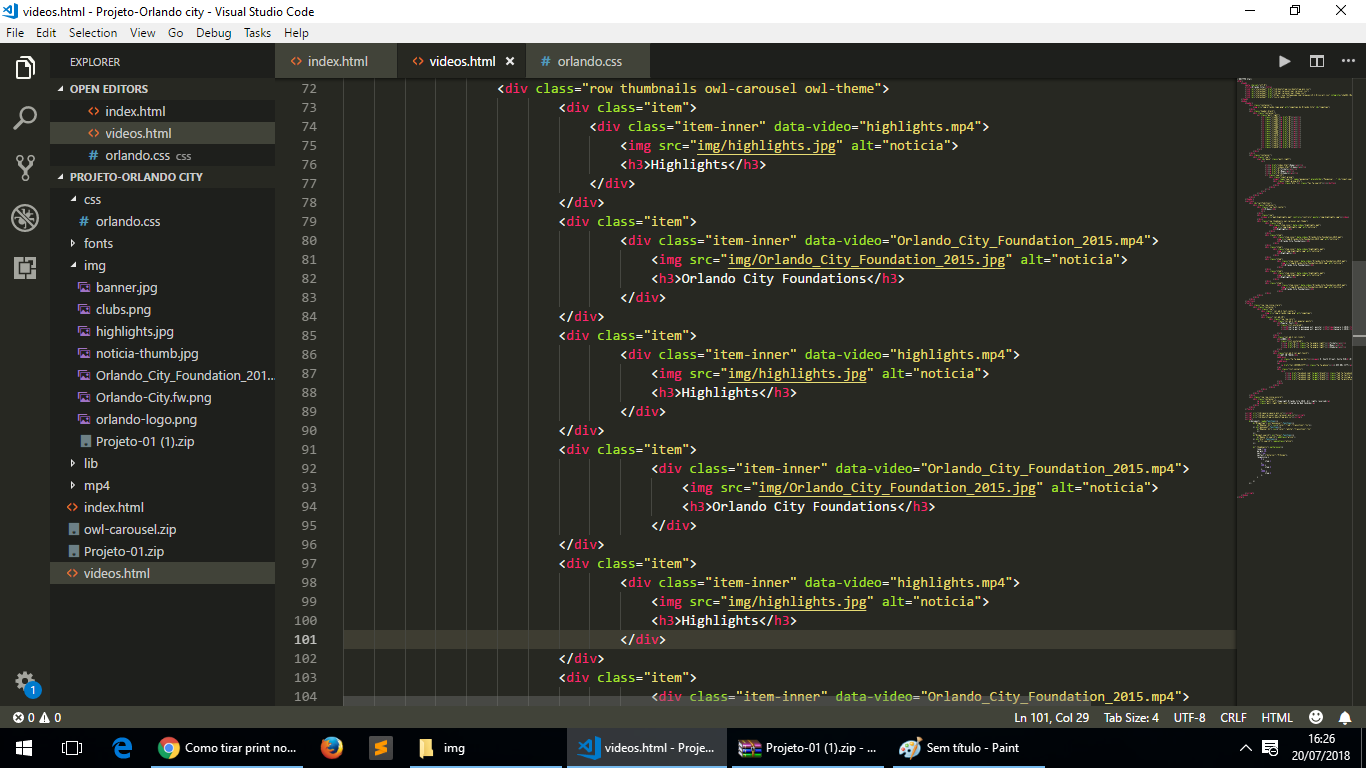 videos.html - Projeto-Orlando city - Visual Studio Code
File Edit Selection View Go Debug Tasks Help
EXPLORER
OPEN EDITORS
index.html
videos.html
orlando.css css
PROJETO-ORLANDO CITY
css
orlando.css
fonts
img
banner.jpg
clubs.png
highlights.jpg
noticia-thumb.jpg
Orlando_City_Foundation_201...
Orlando-City.fw.png
orlando-logo.png
Projeto-01 (1).zip
lib
mp4
index.html
owl-carousel.zip
Projeto-01.zip
videos.html
1
index.html videos.html orlando.css
72 <div class="row thumbnails owl-carousel owl-theme">
73 <div class="item">
74 <div class="item-inner" data-video="highlights.mp4">
75 <img src="img/highlights.jpg" alt="noticia">
76 <h3>Highlights</h3>
77 </div>
78 </div>
79 <div class="item">
80 <div class="item-inner" data-video="Orlando_City_Foundation_2015.mp4">
81 <img src="img/Orlando_City_Foundation_2015.jpg" alt="noticia">
82 <h3>Orlando City Foundations</h3>
83 </div>
84 </div>
85 <div class="item">
86 <div class="item-inner" data-video="highlights.mp4">
87 <img src="img/highlights.jpg" alt="noticia">
88 <h3>Highlights</h3>
89 </div>
90 </div>
91 <div class="item">
92 <div class="item-inner" data-video="Orlando_City_Foundation_2015.mp4">
93 <img src="img/Orlando_City_Foundation_2015.jpg" alt="noticia">
94 <h3>Orlando City Foundations</h3>
95 </div>
96 </div>
97 <div class="item">
98 <div class="item-inner" data-video="highlights.mp4">
99 <img src="img/highlights.jpg" alt="noticia">
100 <h3>Highlights</h3>
101 </div>
102 </div>
103 <div class="item">
104 <div class="item-inner" data-video="Orlando_City_Foundation_2015.mp4">
0 0 Ln 101, Col 29 Tab Size: 4 UTF-8 CRLF HTML
Como tirar print no... img videos.html - Proje... Projeto-01 (1).zip - ... Sem título - Paint 16:26
20/07/2018